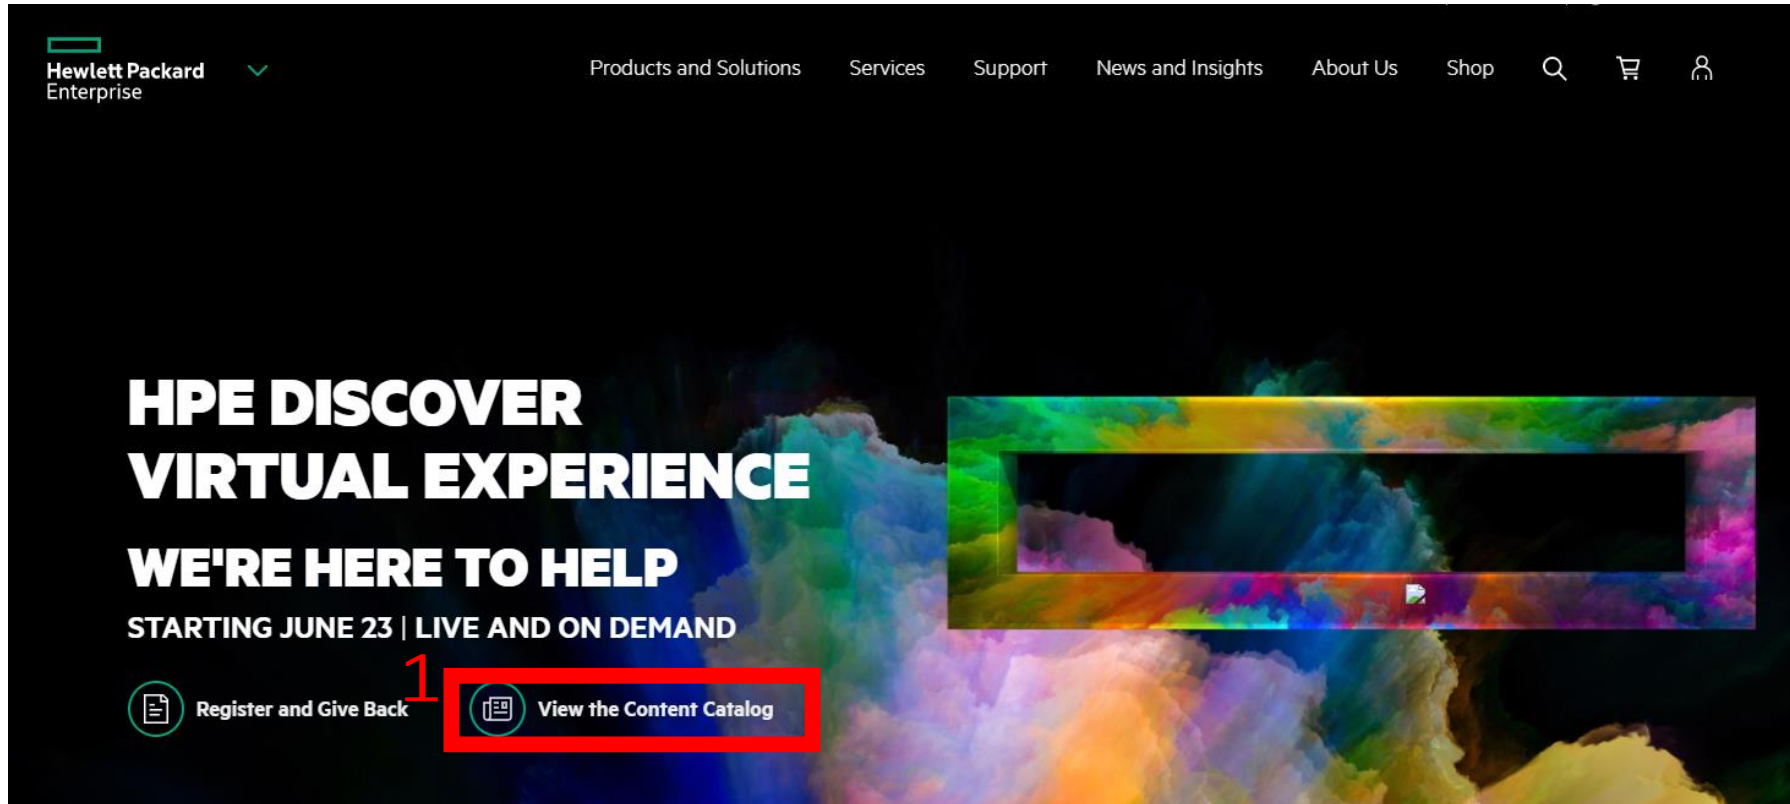 Hewlett Packard
Enterprise
Products and Solutions
Services
Support
News and Insights
About Us
Shop
HPE DISCOVER
VIRTUAL EXPERIENCE
WE'RE HERE TO HELP
STARTING JUNE 23 | LIVE AND ON DEMAND
Register and Give Back
1
View the Content Catalog